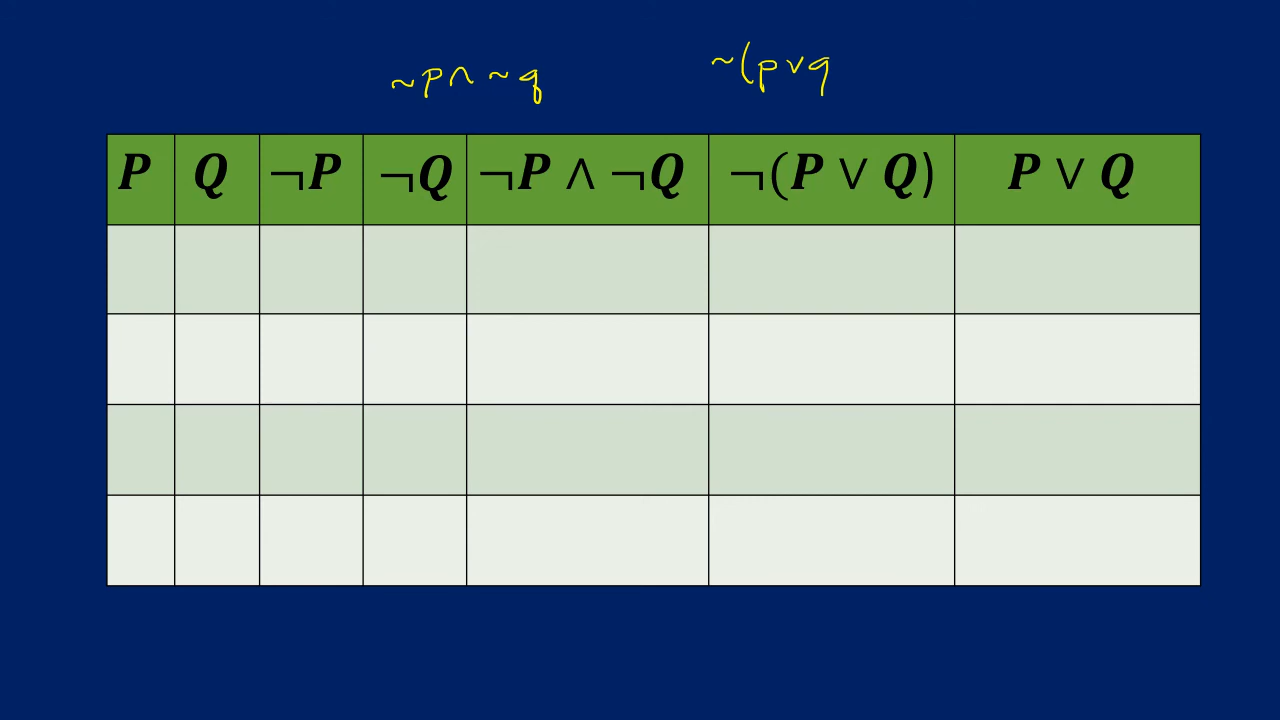 ~p∧ ~q ~(p∨q
P Q ¬P ¬Q ¬P ∧ ¬Q ¬(P ∨ Q) P ∨ Q